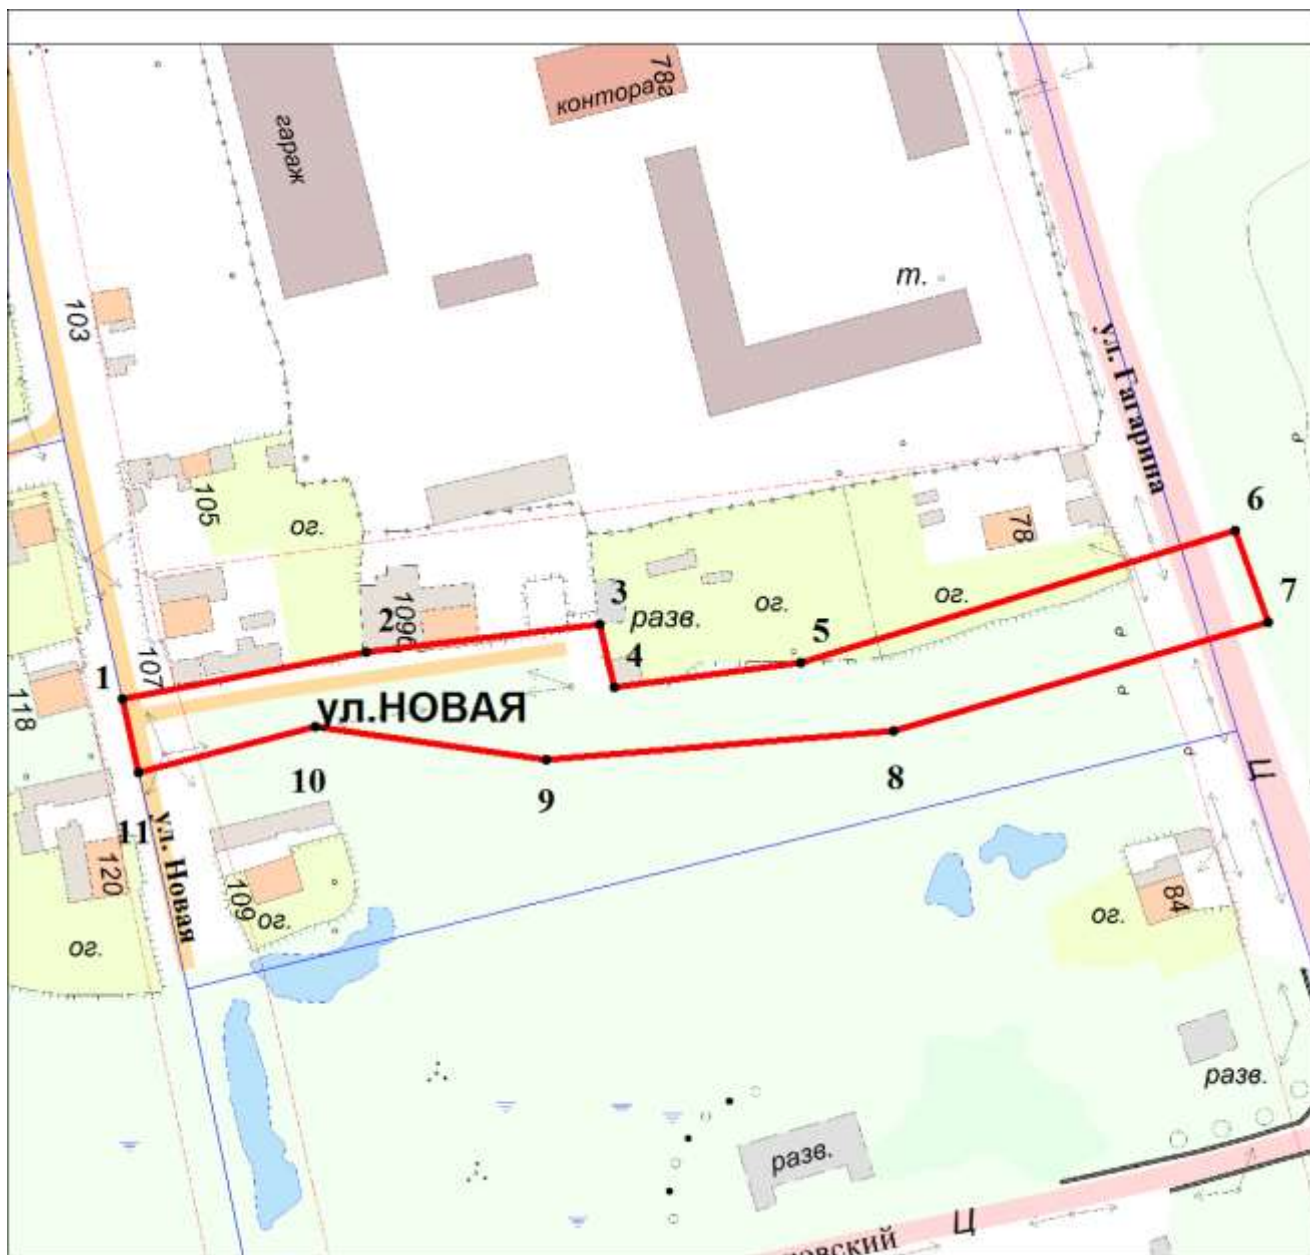 78г
контора
гараж
т.
103
ул. Гагарина
105
ог.
78
6
3
7
2
109б
разв.
ог.
ог.
5
107
1
4
118
ул.НОВАЯ
10
9
8
Ц
11
ул. Новая
120
109
ог.
ог.
84
ог.
разв.
разв.
Ц